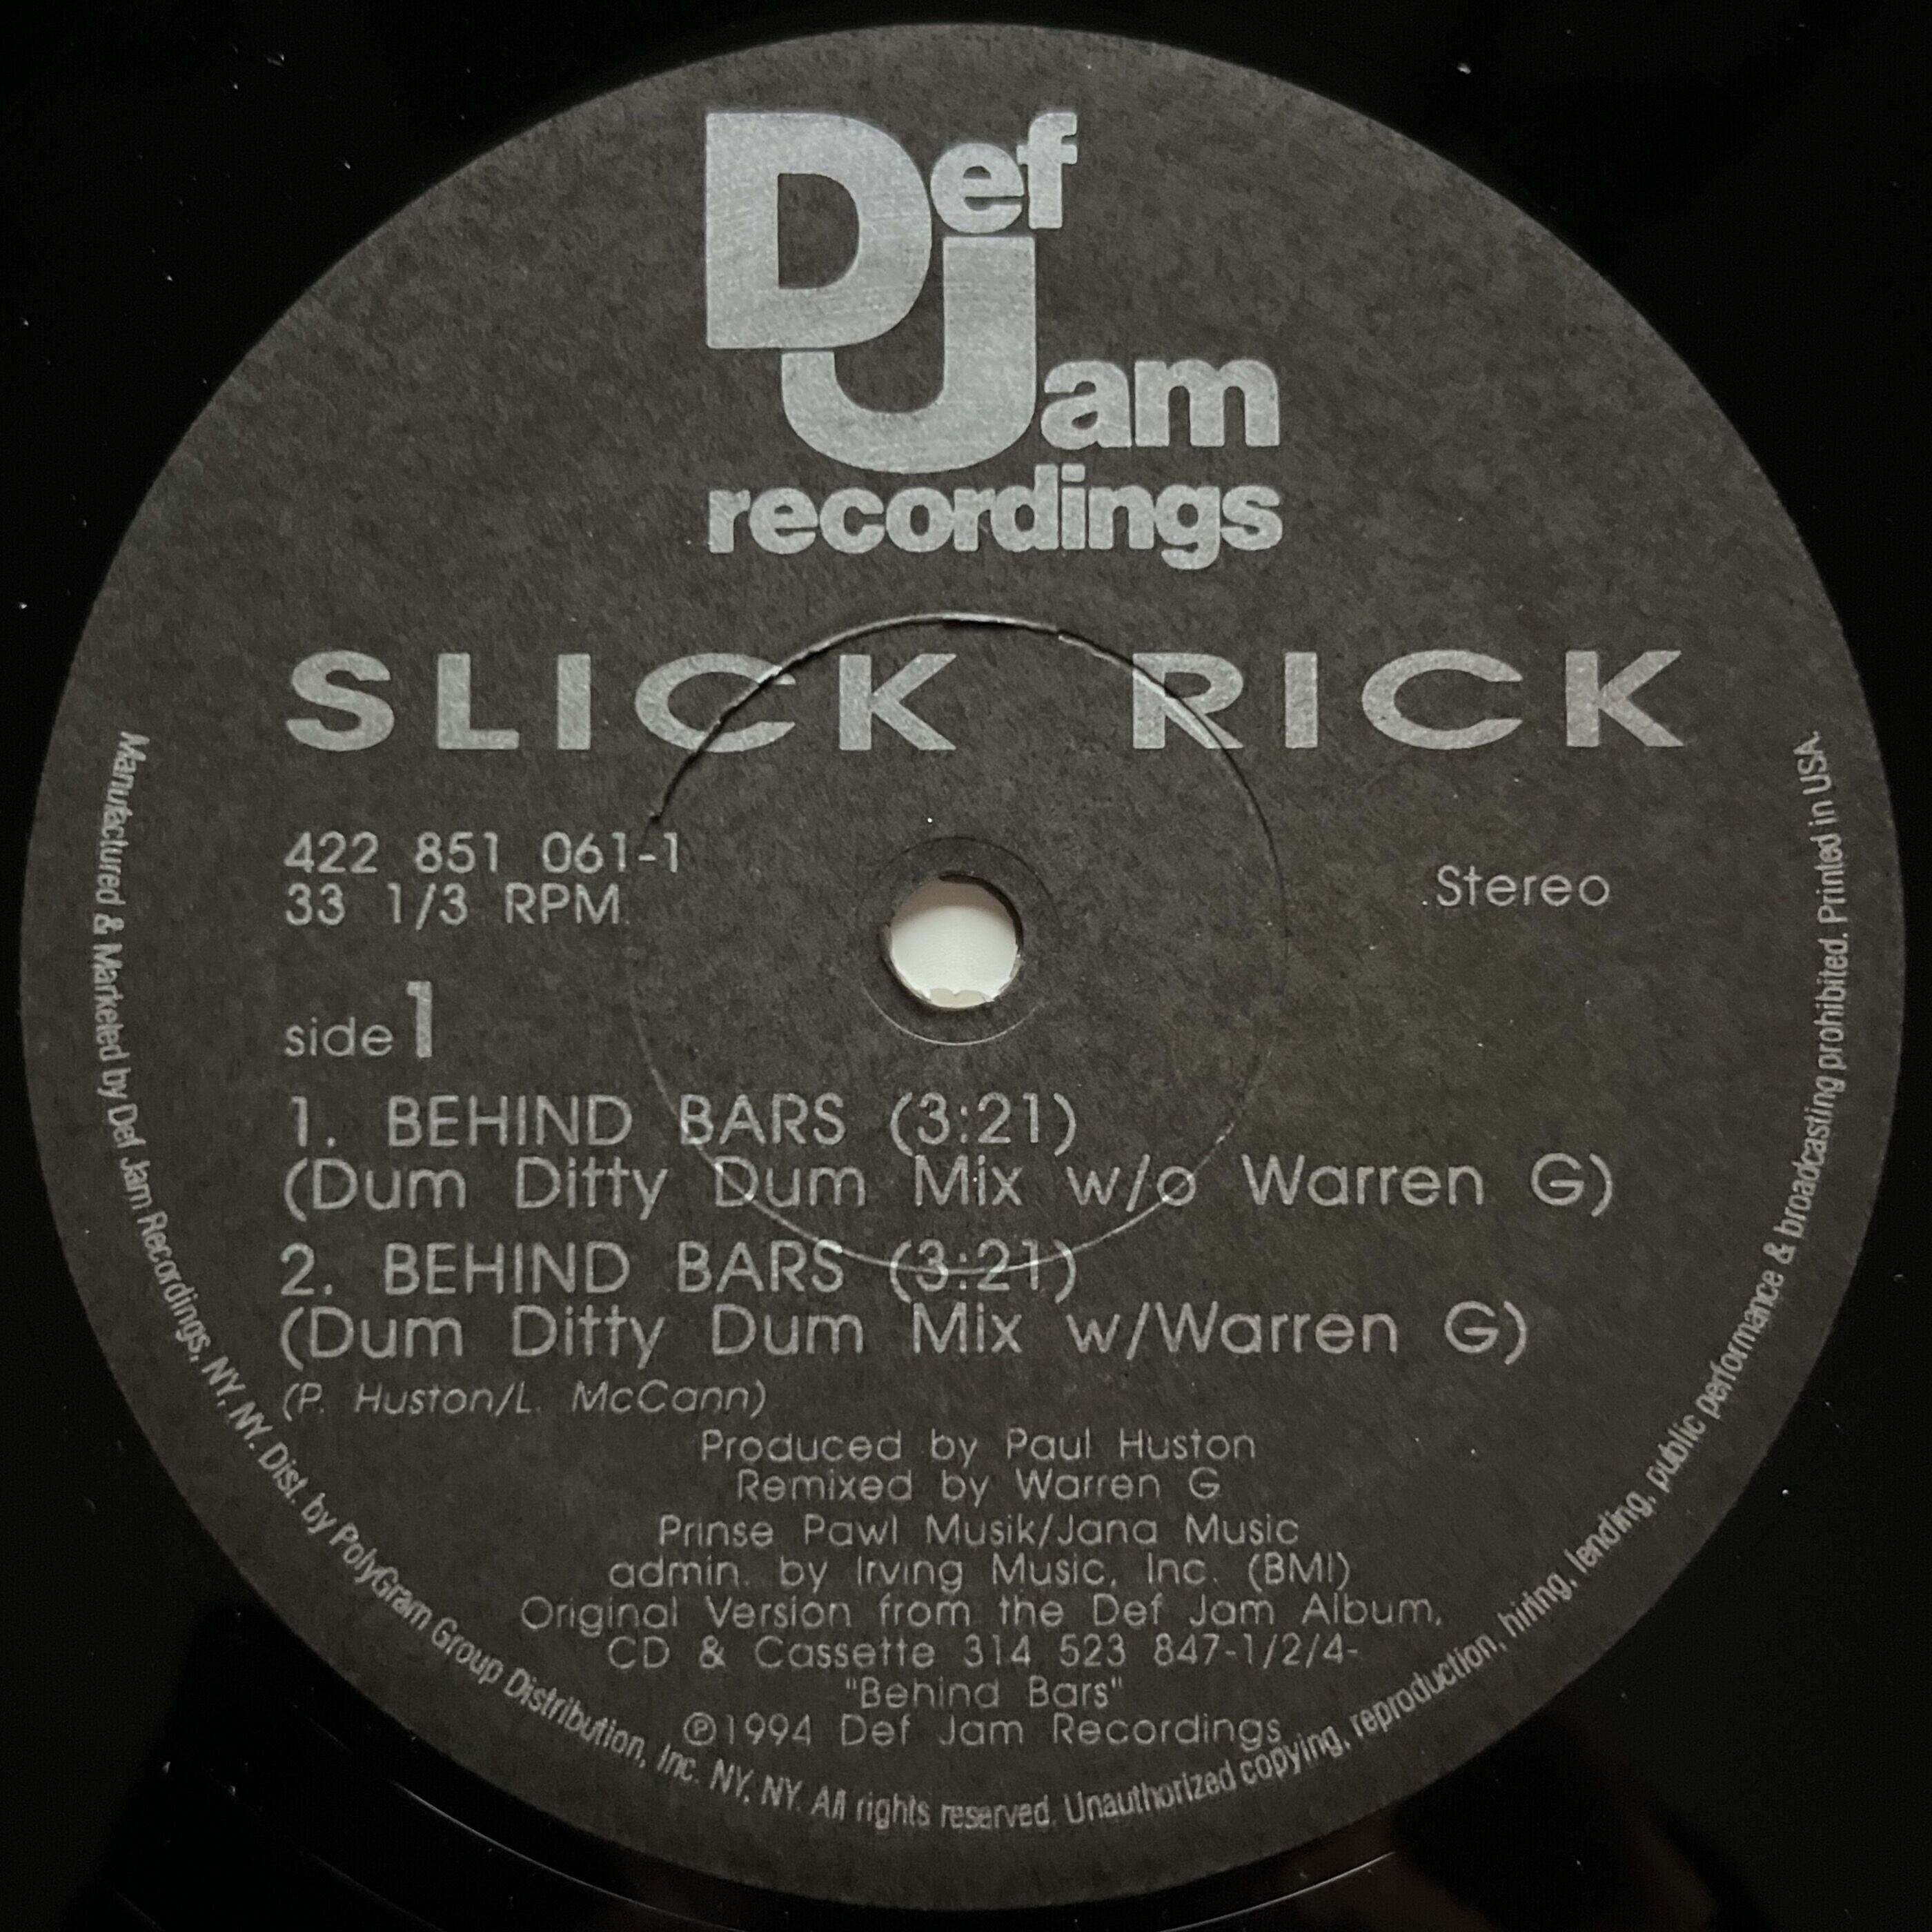 Def
Jam
recordings
SLICK RICK
422 851 061-1
33 1/3 RPM
Stereo
side 1
1. BEHIND BARS (3:21)
(Dum Ditty Dum Mix w/o Warren G)
2. BEHIND BARS (3:21)
(Dum Ditty Dum Mix w/Warren G)
(P. Huston/L. McCann)
Produced by Paul Huston
Remixed by Warren G
Prinse Pawl Musik/Jana Music
admin. by Irving Music, Inc. (BMI)
Original Version from the Def Jam Album,
CD & Cassette 314 523 847-1/2/4-
"Behind Bars"
℗1994 Def Jam Recordings
Manufactured & Marketed by Def Jam Recordings, NY, NY. Dist. by PolyGram Group Distribution, Inc. NY, NY. All rights reserved. Unauthorized copying, reproduction, hiring, lending, public performance & broadcasting prohibited. Printed in USA.